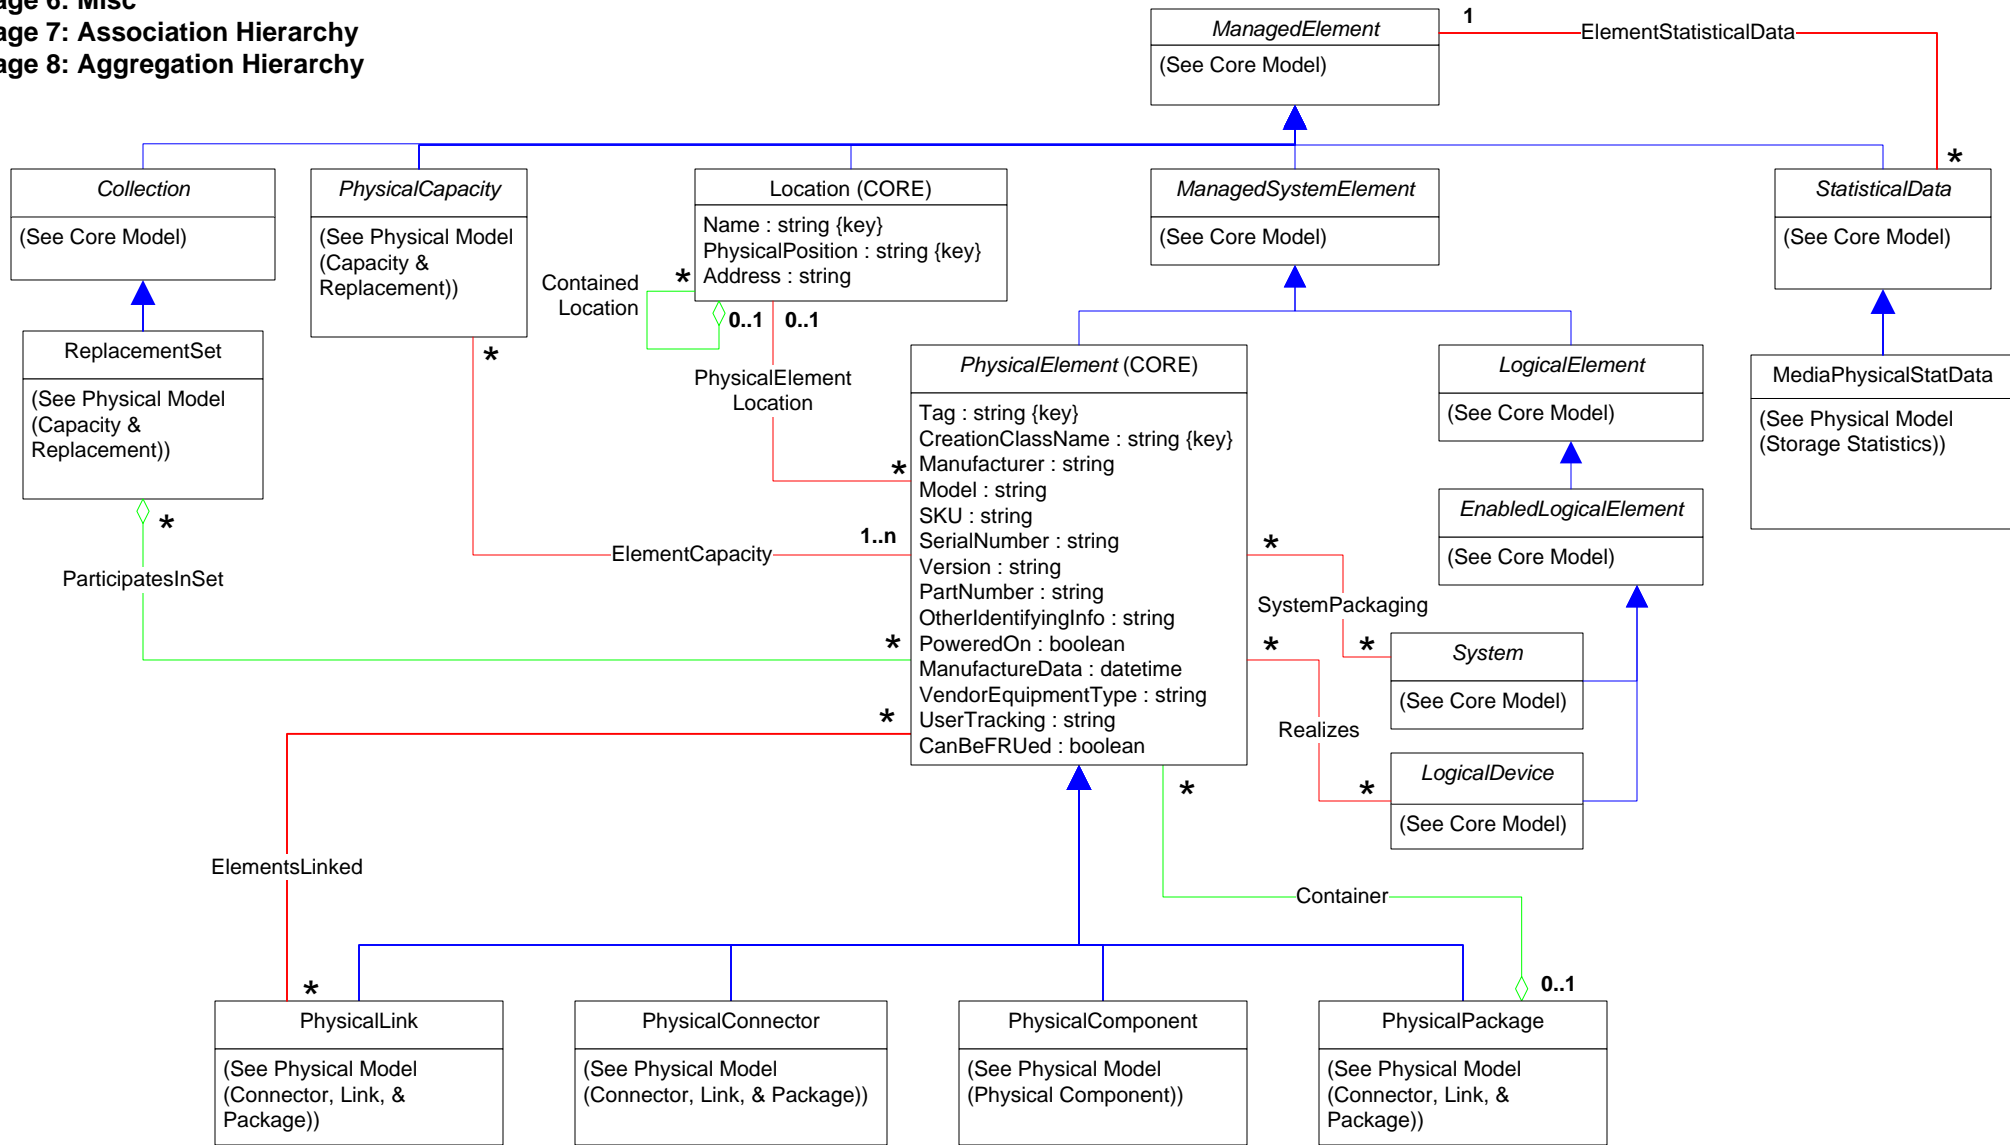 age 6: Misc
age 7: Association Hierarchy
age 8: Aggregation Hierarchy
ManagedElement
(See Core Model)
1
ElementStatisticalData
*
Collection
(See Core Model)
PhysicalCapacity
(See Physical Model
(Capacity &
Replacement))
*
Location (CORE)
Name : string {key}
PhysicalPosition : string {key}
Address : string
Contained
Location
*
0..1
0..1
PhysicalElement
Location
*
ManagedSystemElement
(See Core Model)
StatisticalData
(See Core Model)
ReplacementSet
(See Physical Model
(Capacity &
Replacement))
*
ParticipatesInSet
*
ElementCapacity
1..n
PhysicalElement (CORE)
Tag : string {key}
CreationClassName : string {key}
Manufacturer : string
Model : string
SKU : string
SerialNumber : string
Version : string
PartNumber : string
OtherIdentifyingInfo : string
PoweredOn : boolean
ManufactureData : datetime
VendorEquipmentType : string
UserTracking : string
CanBeFRUed : boolean
LogicalElement
(See Core Model)
MediaPhysicalStatData
(See Physical Model
(Storage Statistics))
EnabledLogicalElement
(See Core Model)
*
SystemPackaging
*
System
(See Core Model)
*
Realizes
*
LogicalDevice
(See Core Model)
*
ElementsLinked
*
*
Container
0..1
PhysicalLink
(See Physical Model
(Connector, Link, &
Package))
PhysicalConnector
(See Physical Model
(Connector, Link, & Package))
PhysicalComponent
(See Physical Model
(Physical Component))
PhysicalPackage
(See Physical Model
(Connector, Link, &
Package))